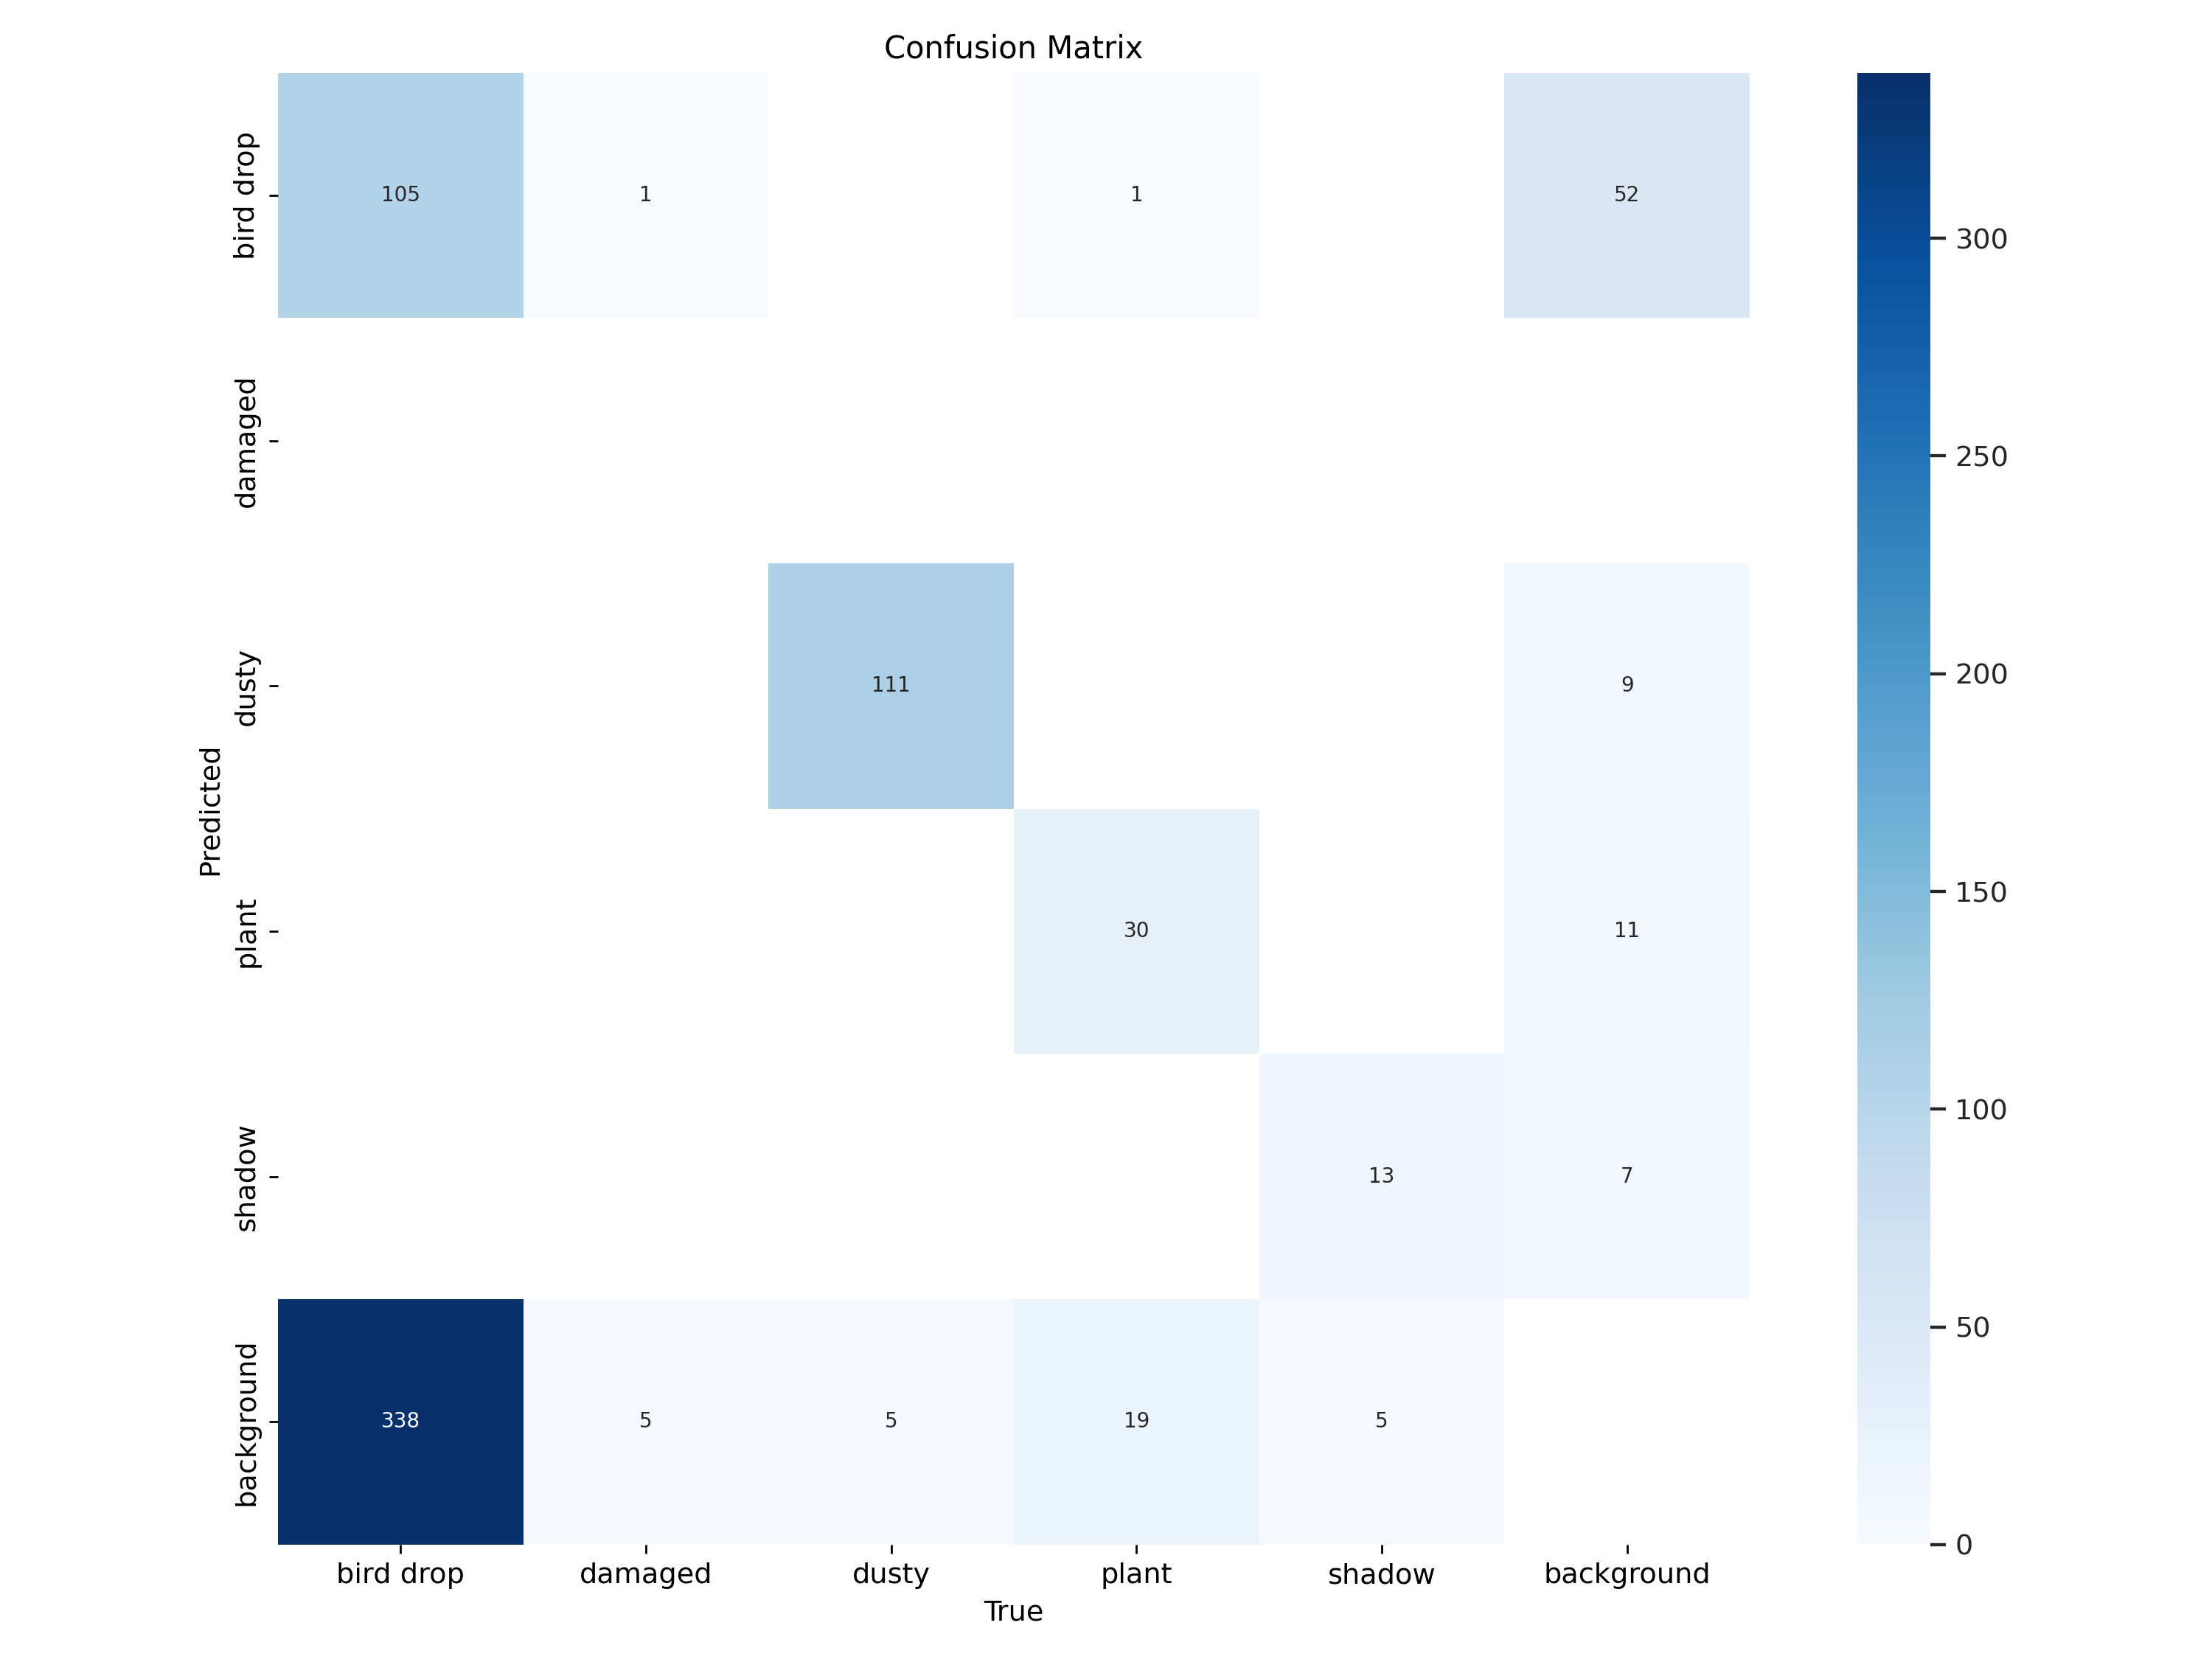 Confusion Matrix
bird drop
105
1
1
52
300
damaged
250
dusty
111
9
200
Predicted
plant
30
11
150
shadow
13
7
100
50
background
338
5
5
19
5
0
bird drop
damaged
dusty
plant
shadow
background
True